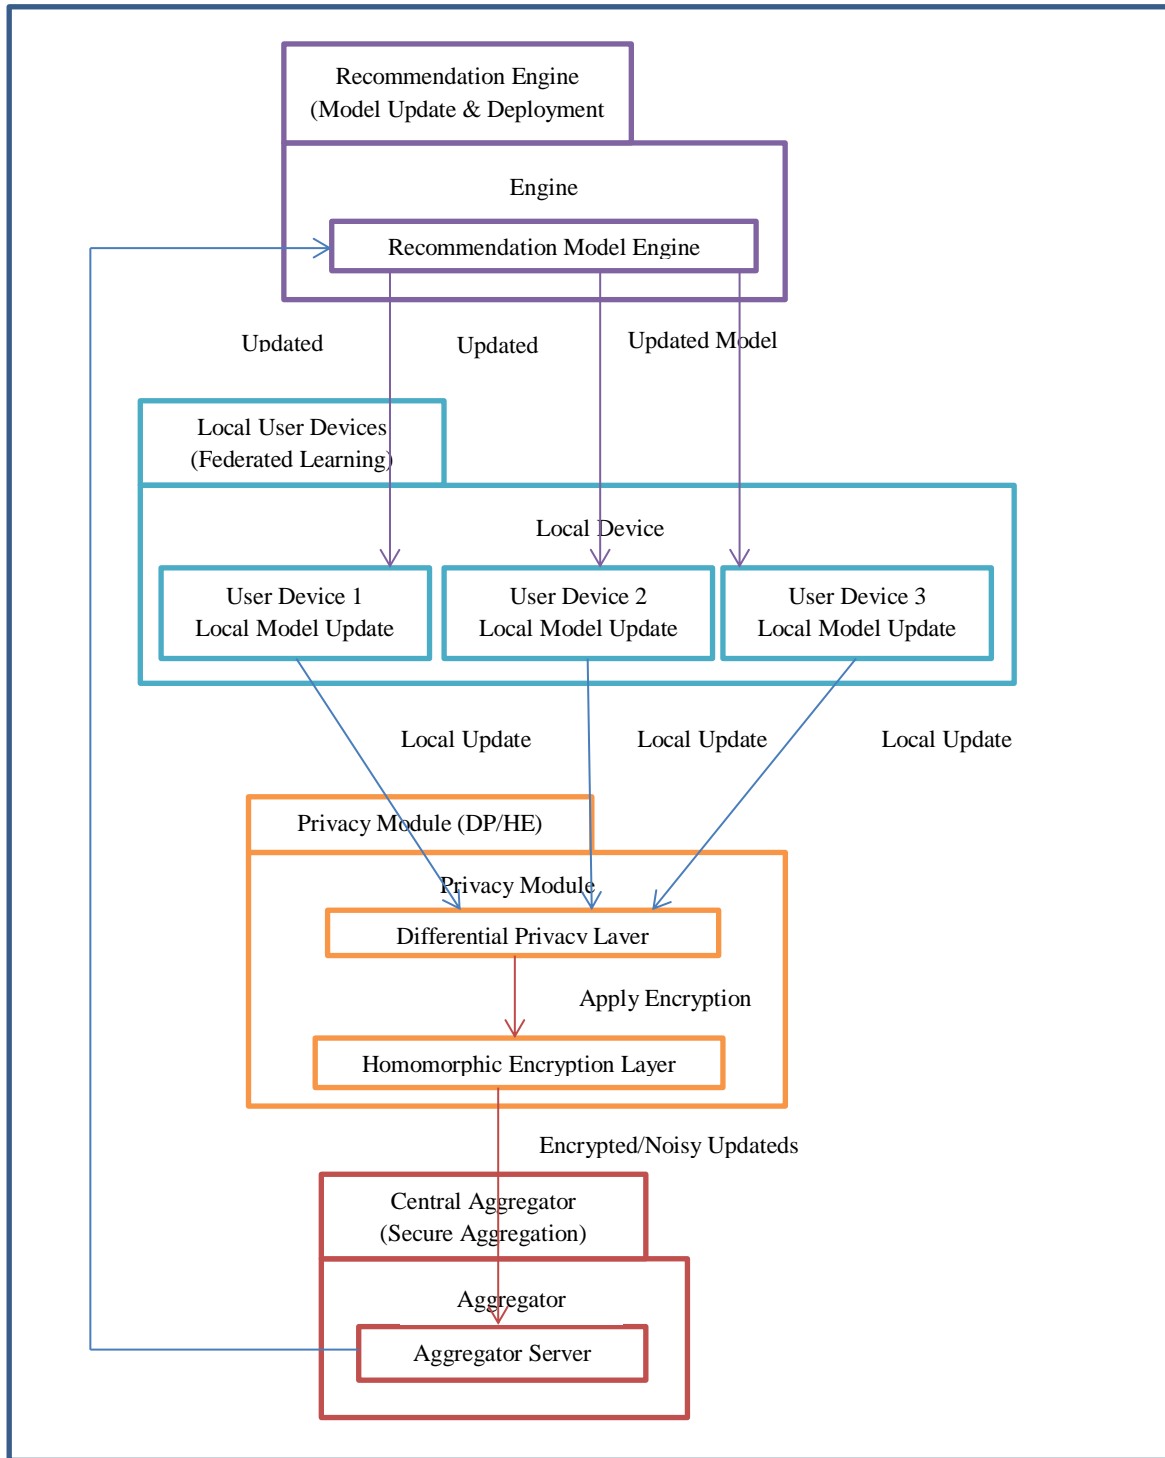 Recommendation Engine
(Model Update & Deployment
Engine
Recommendation Model Engine
Updated
Updated
Updated Model
Local User Devices
(Federated Learning)
Local Device
User Device 1
Local Model Update
User Device 2
Local Model Update
User Device 3
Local Model Update
Local Update
Local Update
Local Update
Privacy Module (DP/HE)
Privacy Module
Differential Privacy Layer
Apply Encryption
Homomorphic Encryption Layer
Encrypted/Noisy Updateds
Central Aggregator
(Secure Aggregation)
Aggregator
Aggregator Server